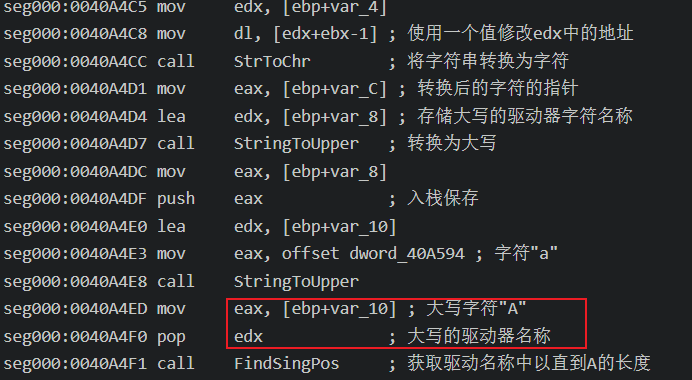 seg000:0040A4C5 mov edx, [ebp+var_4]
seg000:0040A4C8 mov dl, [edx+ebx-1] ; 使用一个值修改edx中的地址
seg000:0040A4CC call StrToChr ; 将字符串转换为字符
seg000:0040A4D1 mov eax, [ebp+var_C] ; 转换后的字符的指针
seg000:0040A4D4 lea edx, [ebp+var_8] ; 存储大写的驱动器字符名称
seg000:0040A4D7 call StringToUpper ; 转换为大写
seg000:0040A4DC mov eax, [ebp+var_8]
seg000:0040A4DF push eax ; 入栈保存
seg000:0040A4E0 lea edx, [ebp+var_10]
seg000:0040A4E3 mov eax, offset dword_40A594 ; 字符"a"
seg000:0040A4E8 call StringToUpper
seg000:0040A4ED mov eax, [ebp+var_10] ; 大写字符"A"
seg000:0040A4F0 pop edx ; 大写的驱动器名称
seg000:0040A4F1 call FindSingPos ; 获取驱动名称中以直到A的长度